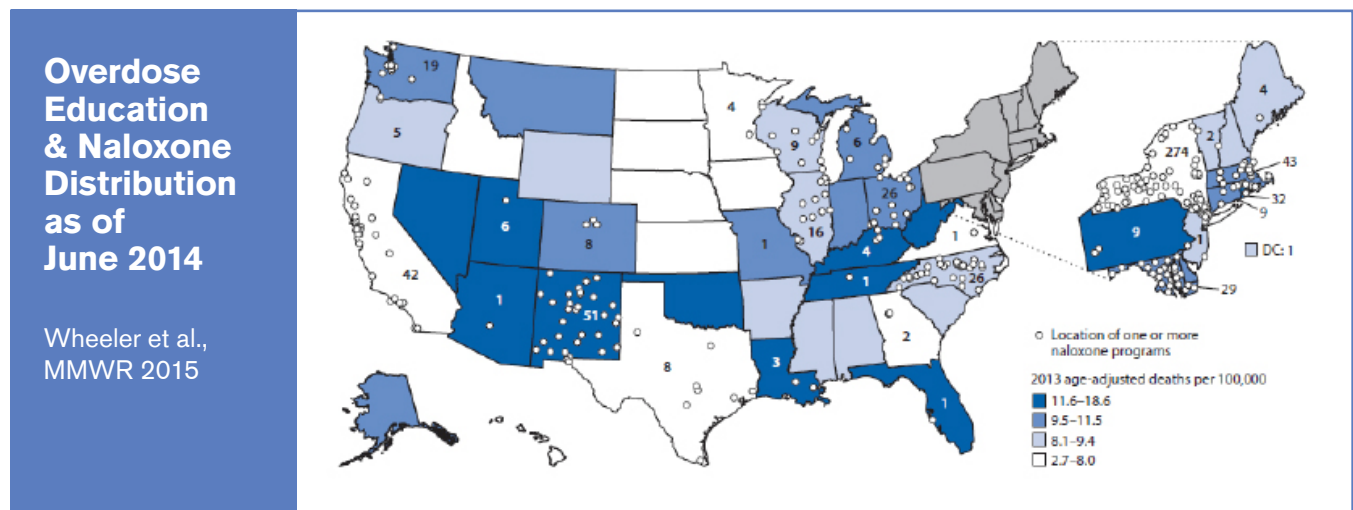 Overdose
Education
& Naloxone
Distribution
as of
June 2014
Wheeler et al.,
MMWR 2015
19
5
4
9
6
26
16
6
8
1
4
1
42
1
51
1
26
2
8
3
1
4
2
274
43
32
9
9
1
DC: 1
29
Location of one or more
naloxone programs
2013 age-adjusted deaths per 100,000
11.6–18.6
9.5–11.5
8.1–9.4
2.7–8.0